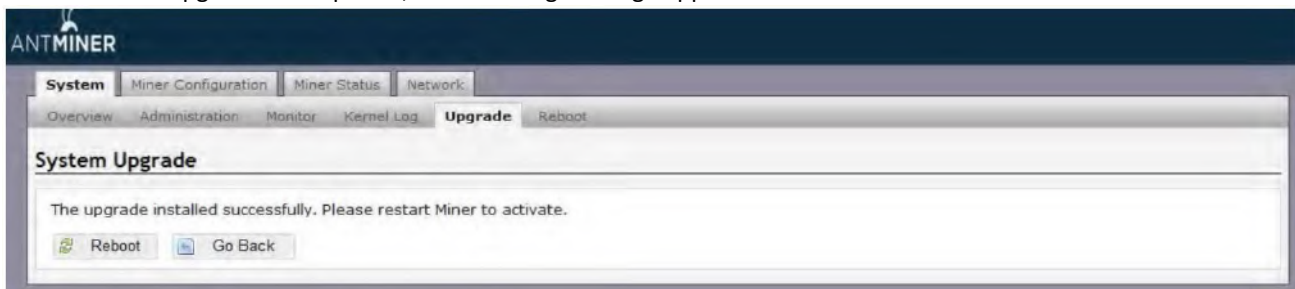 ANTMINER
System Miner Configuration Miner Status Network
Overview Administration Monitor Kernel Log Upgrade Reboot
System Upgrade
The upgrade installed successfully. Please restart Miner to activate.
Reboot Go Back